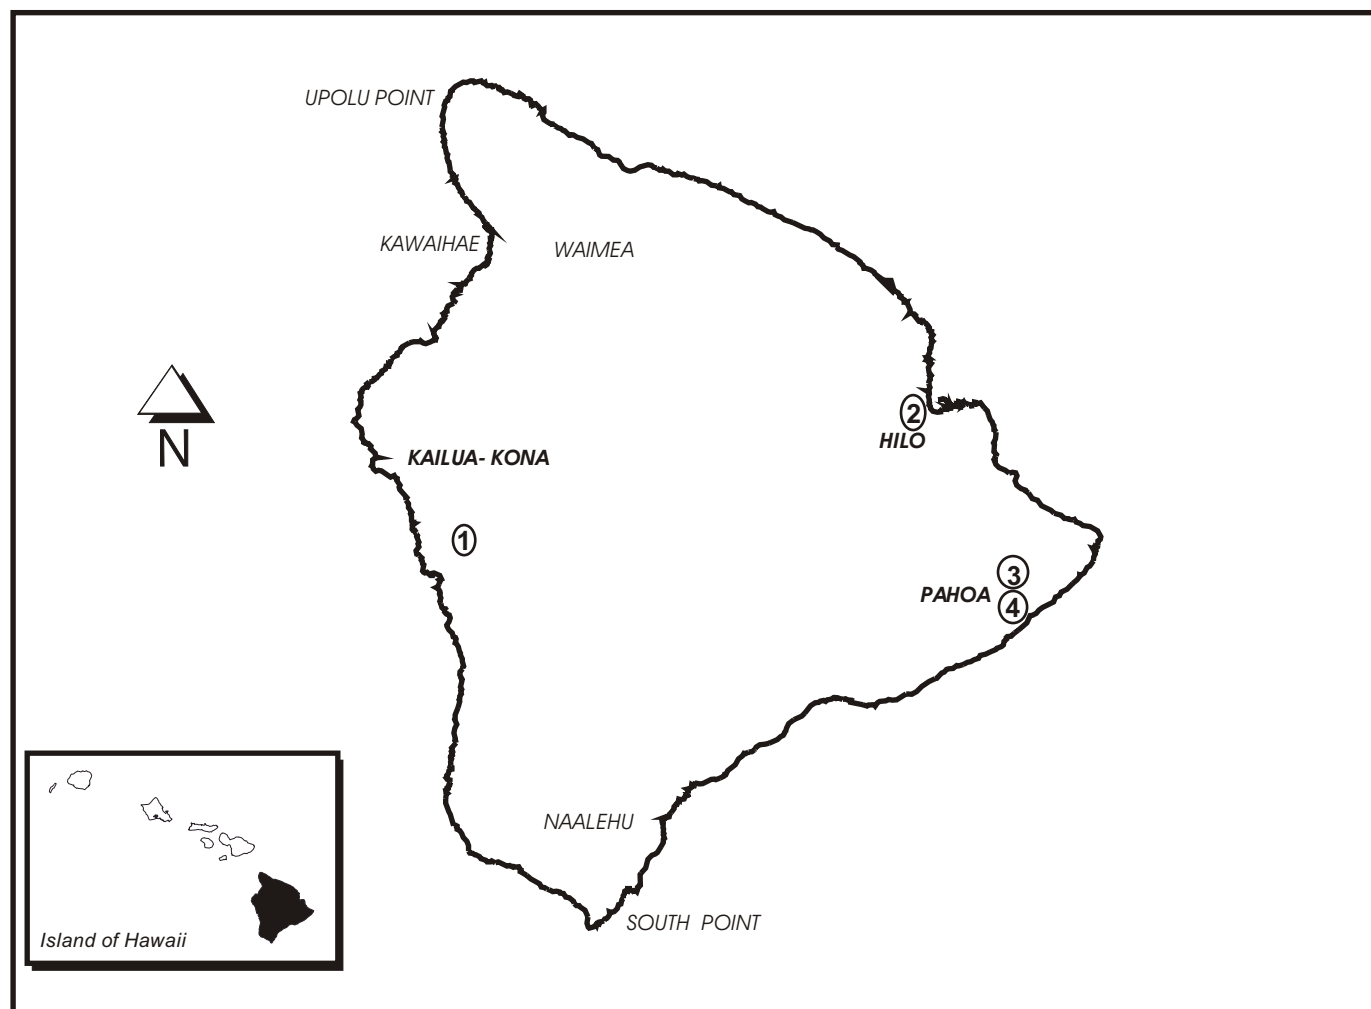 UPOLU POINT
KAWAIHAE
WAIMEA
N
2
HILO
KAILUA- KONA
1
3
PAHOA
4
NAALEHU
SOUTH POINT
Island of Hawaii